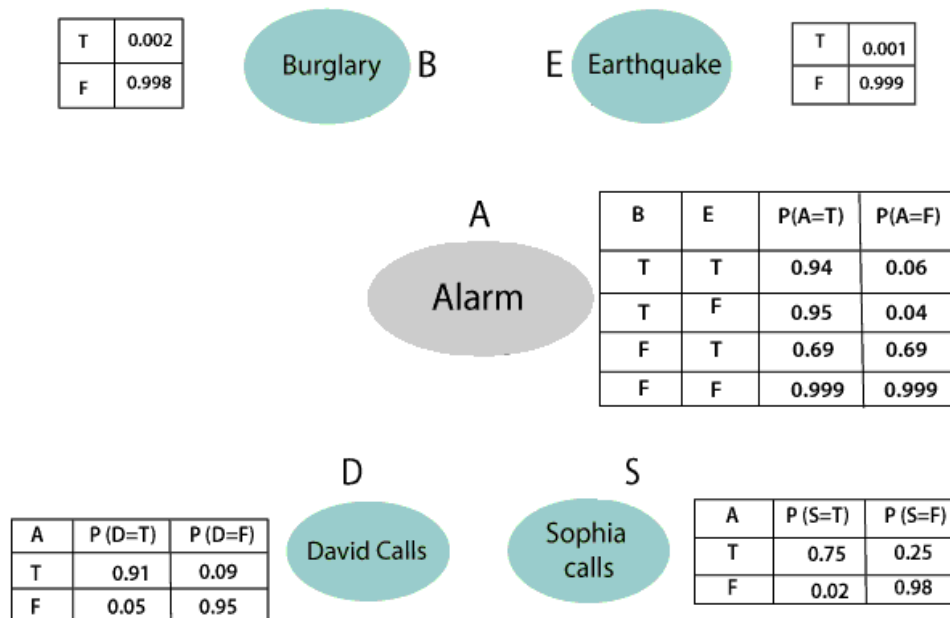 T 0.002
F 0.998
Burglary B
E Earthquake
T 0.001
F 0.999
A
Alarm
B E P(A=T) P(A=F)
T T 0.94 0.06
T F 0.95 0.04
F T 0.69 0.69
F F 0.999 0.999
D
S
A P (D=T) P (D=F)
T 0.91 0.09
F 0.05 0.95
David Calls
Sophia
calls
A P (S=T) P (S=F)
T 0.75 0.25
F 0.02 0.98